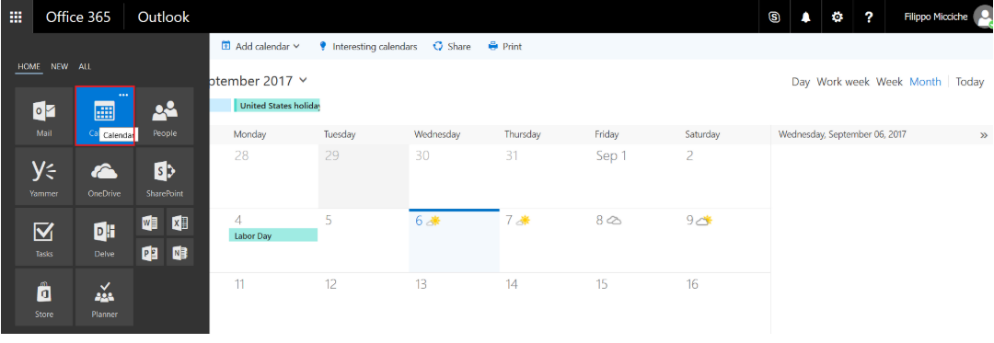 Office 365 Outlook
Filippo Micciche
HOME NEW ALL
Mail
Calendar
People
Yammer
OneDrive
SharePoint
Tasks
Delve
Store
Planner
Add calendar Interesting calendars Share Print
ptember 2017
Day Work week Week Month Today
United States holiday
Monday Tuesday Wednesday Thursday Friday Saturday
Wednesday, September 06, 2017
28 29 30 31 Sep 1 2
4 5 6 7 8 9
Labor Day
11 12 13 14 15 16